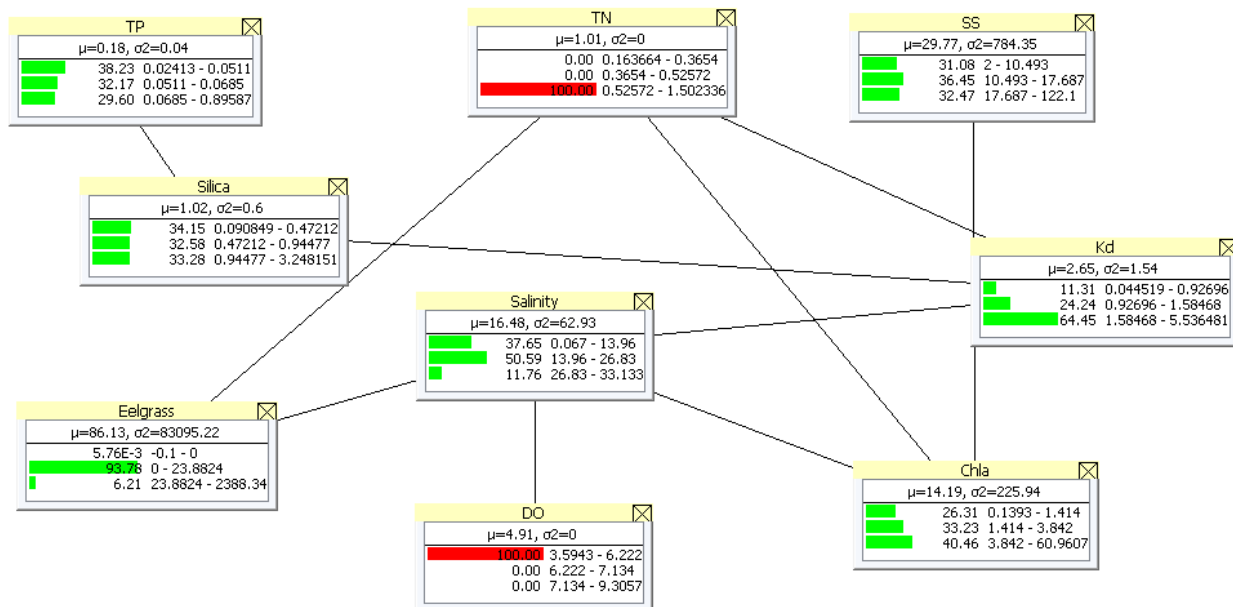 TP
μ=0.18, σ2=0.04
38.23 0.02413 - 0.0511
32.17 0.0511 - 0.0685
29.60 0.0685 - 0.89587
TN
μ=1.01, σ2=0
0.00 0.163664 - 0.3654
0.00 0.3654 - 0.52572
100.00 0.52572 - 1.502336
SS
μ=29.77, σ2=784.35
31.08 2 - 10.493
36.45 10.493 - 17.687
32.47 17.687 - 122.1
Silica
μ=1.02, σ2=0.6
34.15 0.090849 - 0.47212
32.58 0.47212 - 0.94477
33.28 0.94477 - 3.248151
Kd
μ=2.65, σ2=1.54
11.31 0.044519 - 0.92696
24.24 0.92696 - 1.58468
64.45 1.58468 - 5.536481
Salinity
μ=16.48, σ2=62.93
37.65 0.067 - 13.96
50.59 13.96 - 26.83
11.76 26.83 - 33.133
Eelgrass
μ=86.13, σ2=83095.22
5.76E-3 -0.1 - 0
93.78 0 - 23.8824
6.21 23.8824 - 2388.34
Chla
μ=14.19, σ2=225.94
26.31 0.1393 - 1.414
33.23 1.414 - 3.842
40.46 3.842 - 60.9607
DO
μ=4.91, σ2=0
100.00 3.5943 - 6.222
0.00 6.222 - 7.134
0.00 7.134 - 9.3057